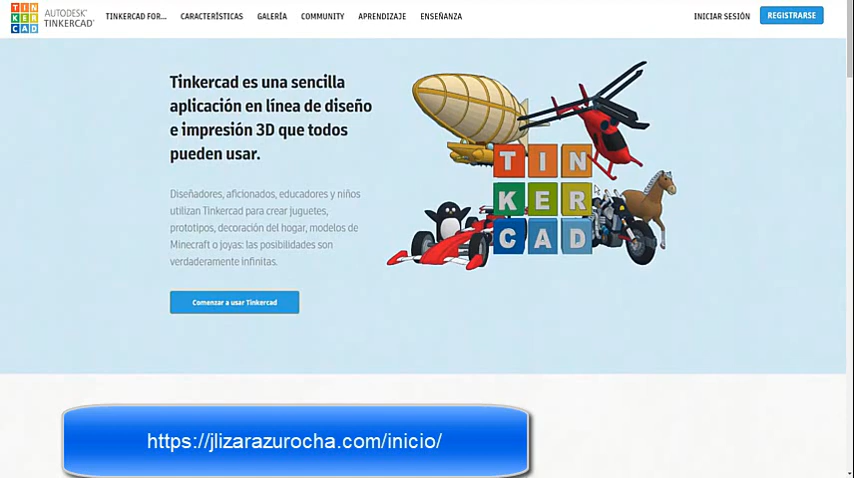 TIN
KER
CAD
AUTODESK®
TINKERCAD®
TINKERCAD FOR...
CARACTERÍSTICAS
GALERÍA
COMMUNITY
APRENDIZAJE
ENSEÑANZA
INICIAR SESIÓN
REGISTRARSE
Tinkercad es una sencilla
aplicación en línea de diseño
e impresión 3D que todos
pueden usar.
Diseñadores, aficionados, educadores y niños
utilizan Tinkercad para crear juguetes,
prototipos, decoración del hogar, modelos de
Minecraft o joyas: las posibilidades son
verdaderamente infinitas.
Comenzar a usar Tinkercad
TIN
KER
CAD
https://jlizarazurocha.com/inicio/